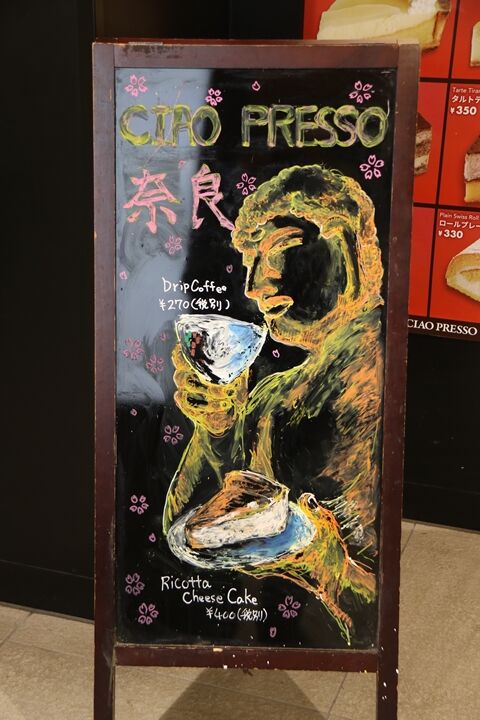 CIAO PRESSO
奈良
Drip Coffee
¥270(税別)
Ricotta
Cheese Cake
¥400(税別)
Tarte Tira
タルトテ
¥350
Plain Swiss Roll
ロールプレー
¥330
CIAO PRESSO